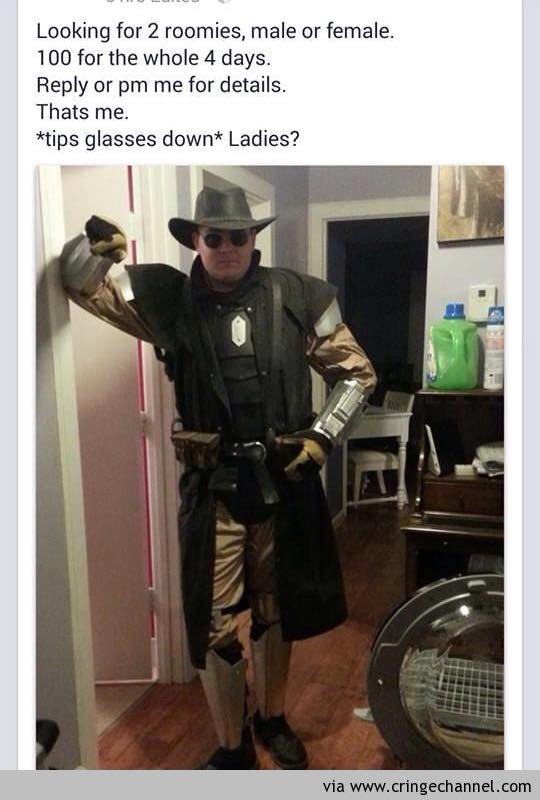 Looking for 2 roomies, male or female.
100 for the whole 4 days.
Reply or pm me for details.
Thats me.
*tips glasses down* Ladies?
via www.cringechannel.com